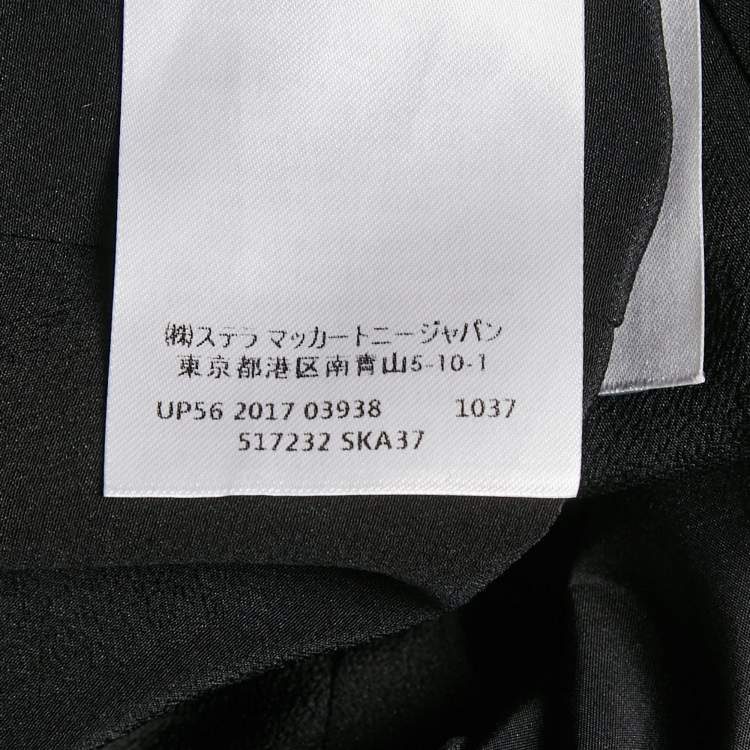 ㈱ステラ マッカートニージャパン
東京都港区南青山5-10-1
UP56 2017 03938 1037
517232 SKA37